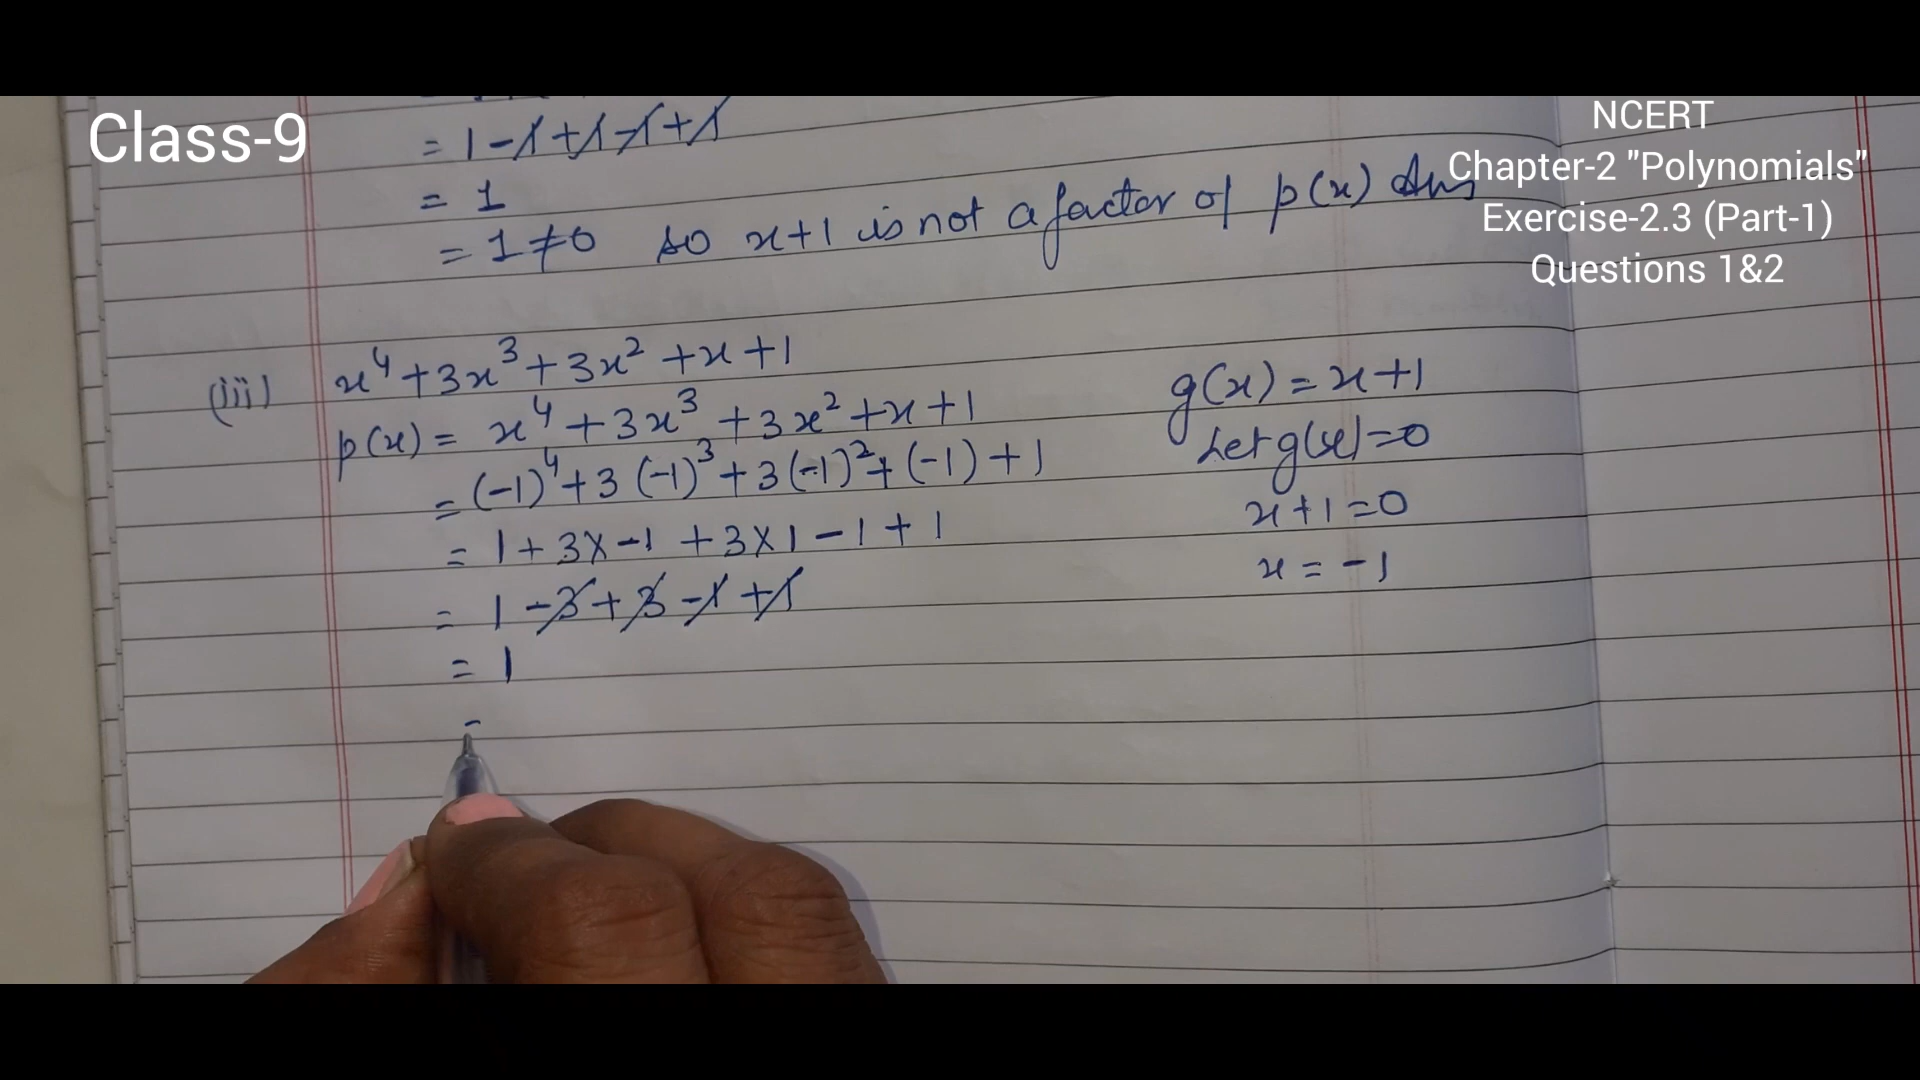 Class-9
NCERT
Chapter-2 "Polynomials"
Exercise-2.3 (Part-1)
Questions 1&2
= 1-1+1-1+1
= 1
= 1≠0 so x+1 is not a factor of p(x) Ans
(iii) x⁴+3x³+3x²+x+1
p(x) = x⁴+3x³+3x²+x+1
= (-1)⁴+3(-1)³+3(-1)²+(-1)+1
= 1+3×-1+3×1-1+1
= 1-3+3-1+1
= 1
-
g(x)=x+1
Let g(x)=0
x+1=0
x=-1